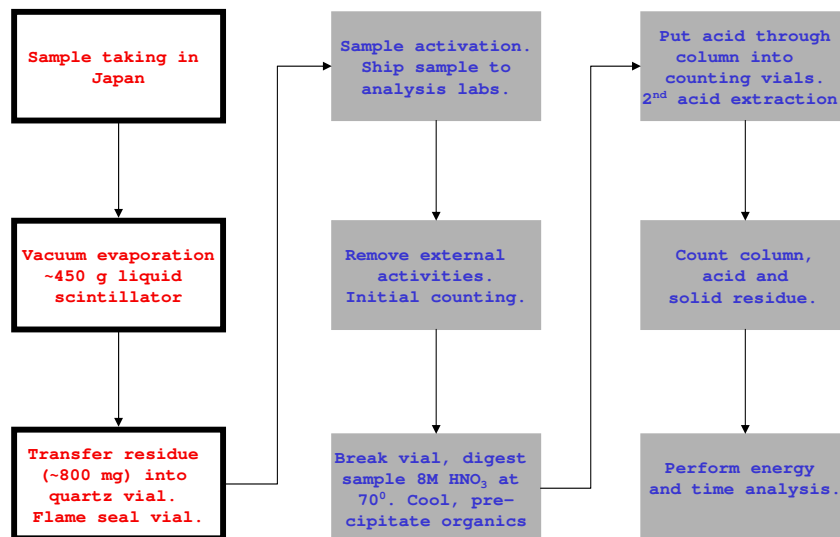 Sample taking in
Japan
Vacuum evaporation
~450 g liquid
scintillator
Transfer residue
(~800 mg) into
quartz vial.
Flame seal vial.
Sample activation.
Ship sample to
analysis labs.
Remove external
activities.
Initial counting.
Break vial, digest
sample 8M HNO₃ at
70⁰. Cool, pre-
cipitate organics
Put acid through
column into
counting vials.
2ⁿᵈ acid extraction
Count column,
acid and
solid residue.
Perform energy
and time analysis.